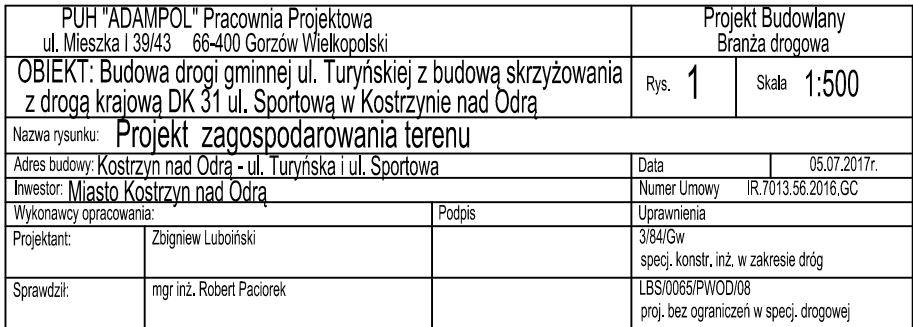 PUH "ADAMPOL" Pracownia Projektowa
ul. Mieszka I 39/43 66-400 Gorzów Wielkopolski
Projekt Budowlany
Branża drogowa
OBIEKT: Budowa drogi gminnej ul. Turyńskiej z budową skrzyżowania
z drogą krajową DK 31 ul. Sportową w Kostrzynie nad Odrą
Rys. 1
Skala 1:500
Nazwa rysunku: Projekt zagospodarowania terenu
Adres budowy: Kostrzyn nad Odrą - ul. Turyńska i ul. Sportowa
Data 05.07.2017r.
Inwestor: Miasto Kostrzyn nad Odrą
Numer Umowy IR.7013.56.2016.GC
Wykonawcy opracowania: Podpis Uprawnienia
Projektant: Zbigniew Luboiński
3/84/Gw
specj. konstr. inż. w zakresie dróg
Sprawdził: mgr inż. Robert Paciorek
LBS/0065/PWOD/08
proj. bez ograniczeń w specj. drogowej